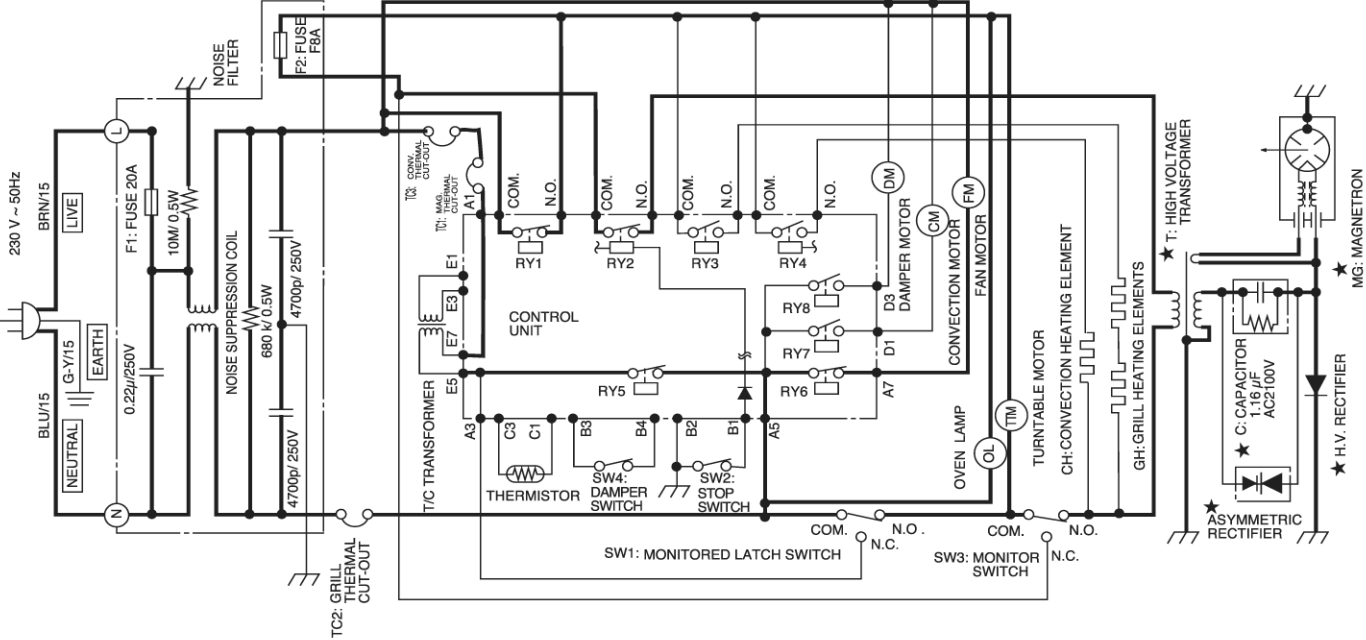 230 V ~ 50Hz
BRN/15
LIVE
L
G-Y/15
EARTH
BLU/15
NEUTRAL
N
F1: FUSE 20A
10M/ 0.5W
0.22μ/250V
NOISE
FILTER
NOISE SUPPRESSION COIL
680 k/ 0.5W
4700p/ 250V
4700p/ 250V
F2: FUSE
F8A
TC2: GRILL
THERMAL
CUT-OUT
CONV.
THERMAL
CUT-OUT
TC1: MAG.
THERMAL
CUT-OUT
A1
COM.
N.O.
COM.
N.O.
COM.
N.O.
COM.
N.O.
RY1
RY2
RY3
RY4
E1
E3
E7
E5
CONTROL
UNIT
T/C TRANSFORMER
RY8
RY7
RY5
RY6
D3
D1
A7
A3
C3
C1
B3
B4
B2
B1
A5
THERMISTOR
SW4:
DAMPER
SWITCH
SW2:
STOP
SWITCH
DM
CM
FM
DAMPER MOTOR
CONVECTION MOTOR
FAN MOTOR
OVEN LAMP
OL
TTM
TURNTABLE MOTOR
CH: CONVECTION HEATING ELEMENT
GH: GRILL HEATING ELEMENTS
COM.
N.O.
N.C.
SW1: MONITORED LATCH SWITCH
COM.
N.O.
N.C.
SW3: MONITOR
SWITCH
★ T: HIGH VOLTAGE
TRANSFORMER
★ C: CAPACITOR
1.16 μF
AC2100V
★ ASYMMETRIC
RECTIFIER
★ H.V. RECTIFIER
★ MG: MAGNETRON